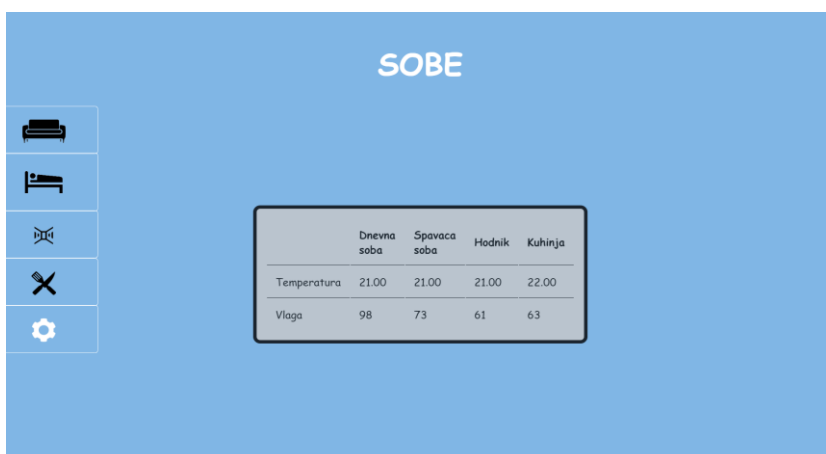 SOBE
Dnevna soba Spavaca soba Hodnik Kuhinja
Temperatura 21.00 21.00 21.00 22.00
Vlaga 98 73 61 63